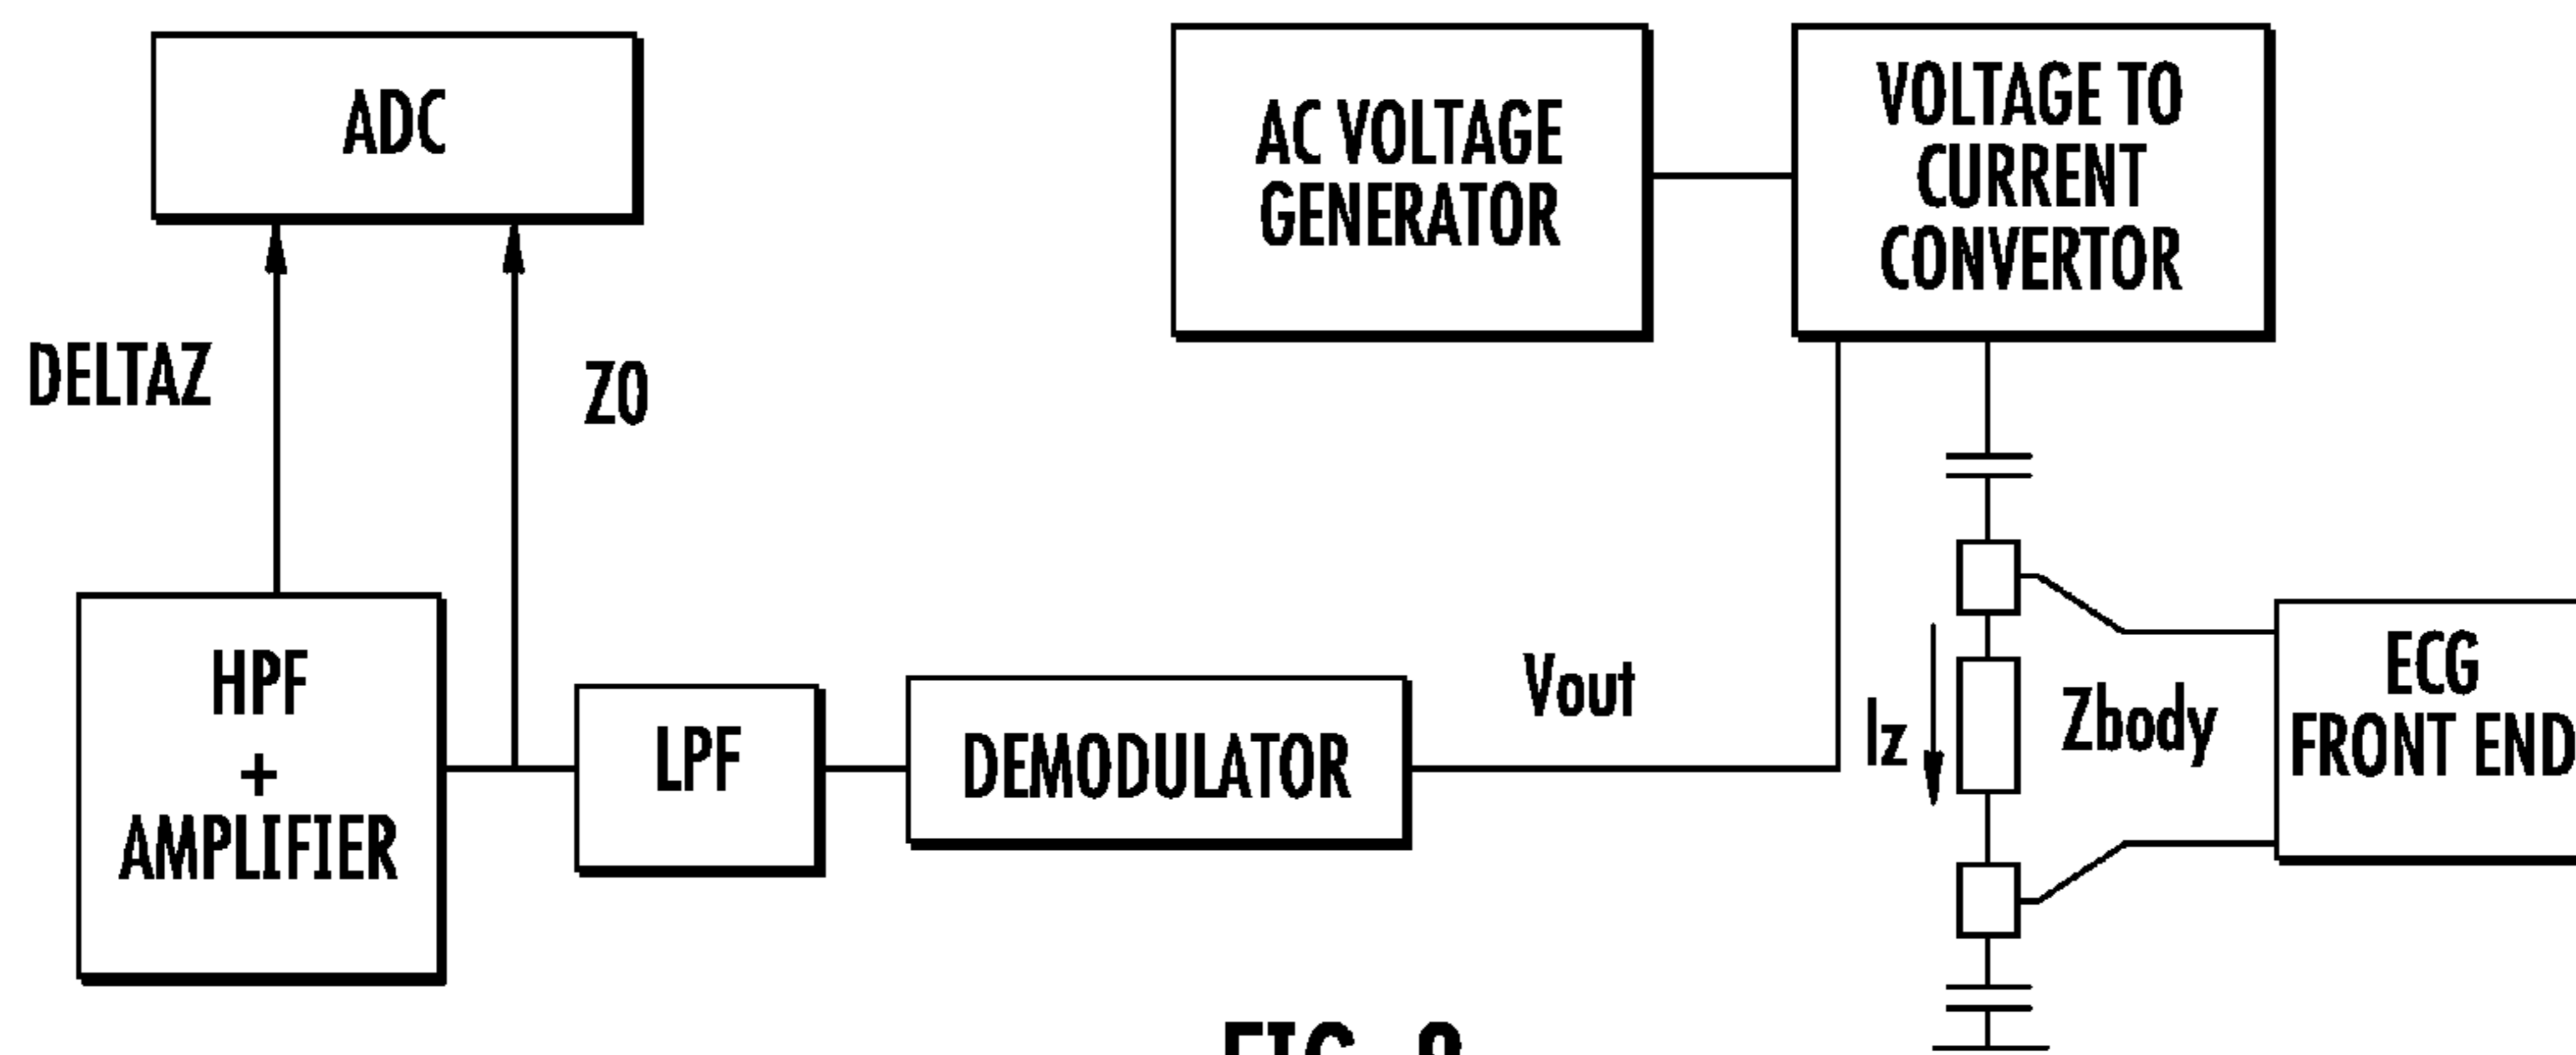 ADC
AC VOLTAGE
GENERATOR
VOLTAGE TO
CURRENT
CONVERTOR
DELTAZ
Z0
HPF
+
AMPLIFIER
LPF
DEMODULATOR
Vout
Iz
Zbody
ECG
FRONT END